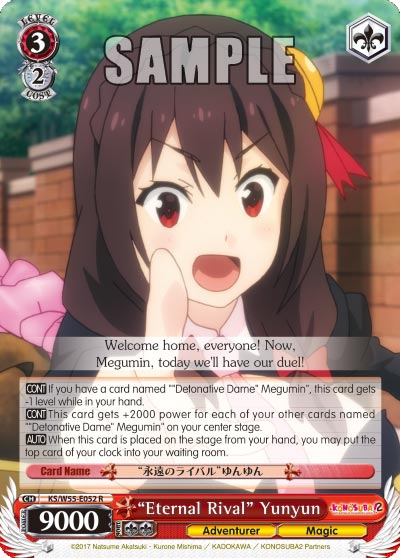 LEVEL
3
2
COST
SAMPLE
Welcome home, everyone! Now,
Megumin, today we'll have our duel!
CONT If you have a card named ""Detonative Dame" Megumin", this card gets
-1 level while in your hand.
CONT This card gets +2000 power for each of your other cards named
""Detonative Dame" Megumin" on your center stage.
AUTO When this card is placed on the stage from your hand, you may put the
top card of your clock into your waiting room.
Card Name
“永遠のライバル”ゆんゆん
CH KS/W55-E052 R
POWER
9000
SOUL
“Eternal Rival” Yunyun
KONOSUBA 2
Adventurer
Magic
©2017 Natsume Akatsuki・Kurone Mishima ／ KADOKAWA ／ KONOSUBA2 Partners